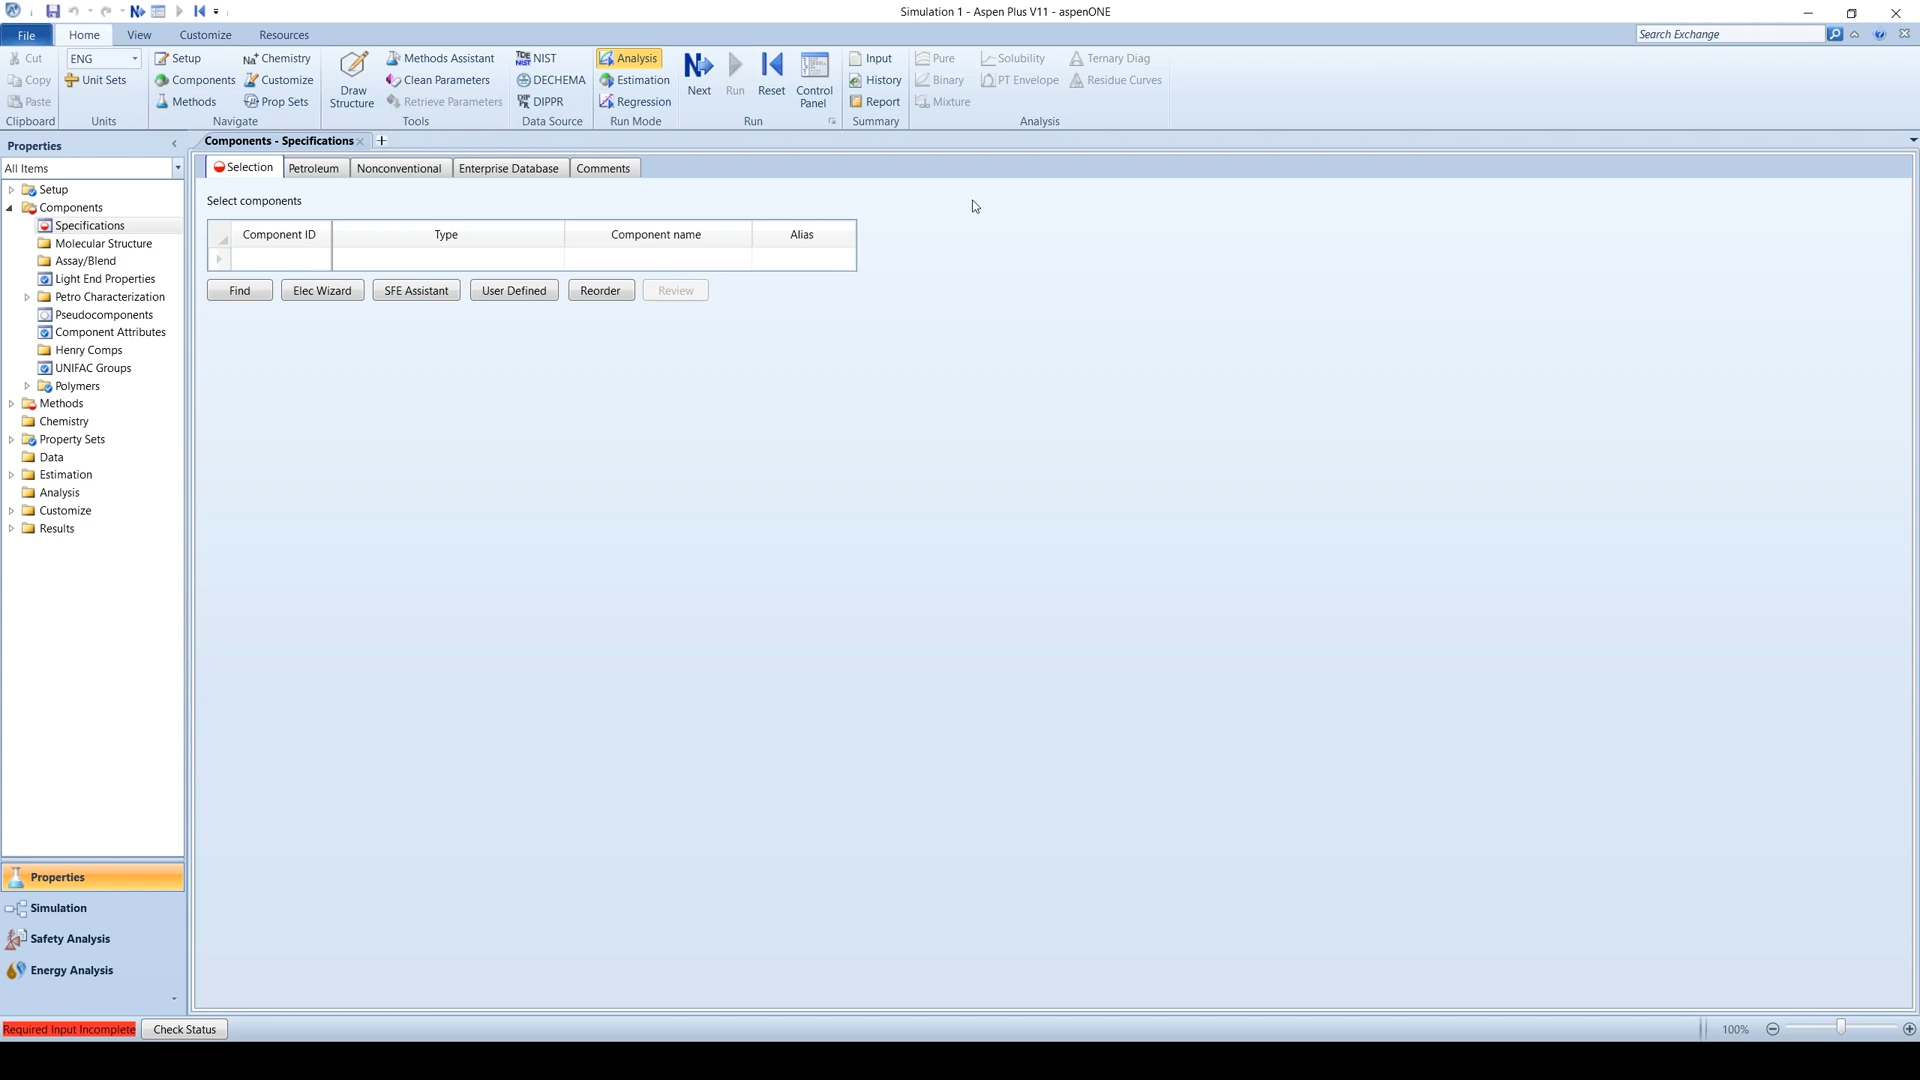 Simulation 1 - Aspen Plus V11 - aspenONE
File Home View Customize Resources
Search Exchange
Cut ENG Setup Chemistry Methods Assistant NIST Analysis Input Pure Solubility Ternary Diag
Copy Unit Sets Components Customize Clean Parameters DECHEMA Estimation History Binary PT Envelope Residue Curves
Paste Methods Prop Sets Draw Structure Retrieve Parameters DIPPR Regression Next Run Reset Control Panel Report Mixture
Clipboard Units Navigate Tools Data Source Run Mode Run Summary Analysis
Properties
Components - Specifications
All Items
Selection Petroleum Nonconventional Enterprise Database Comments
Setup
Components
Specifications
Molecular Structure
Assay/Blend
Light End Properties
Petro Characterization
Pseudocomponents
Component Attributes
Henry Comps
UNIFAC Groups
Polymers
Methods
Chemistry
Property Sets
Data
Estimation
Analysis
Customize
Results
Select components
Component ID Type Component name Alias
Find Elec Wizard SFE Assistant User Defined Reorder Review
Properties
Simulation
Safety Analysis
Energy Analysis
Required Input Incomplete Check Status 100%